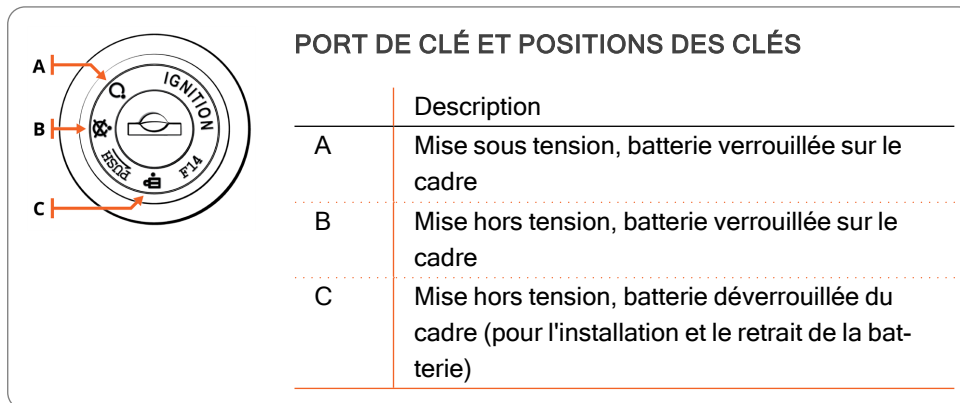 PORT DE CLÉ ET POSITIONS DES CLÉS
A
B
C
IGNITION
PUSH
F14
Description
A Mise sous tension, batterie verrouillée sur le
cadre
B Mise hors tension, batterie verrouillée sur le
cadre
C Mise hors tension, batterie déverrouillée du
cadre (pour l'installation et le retrait de la bat-
terie)